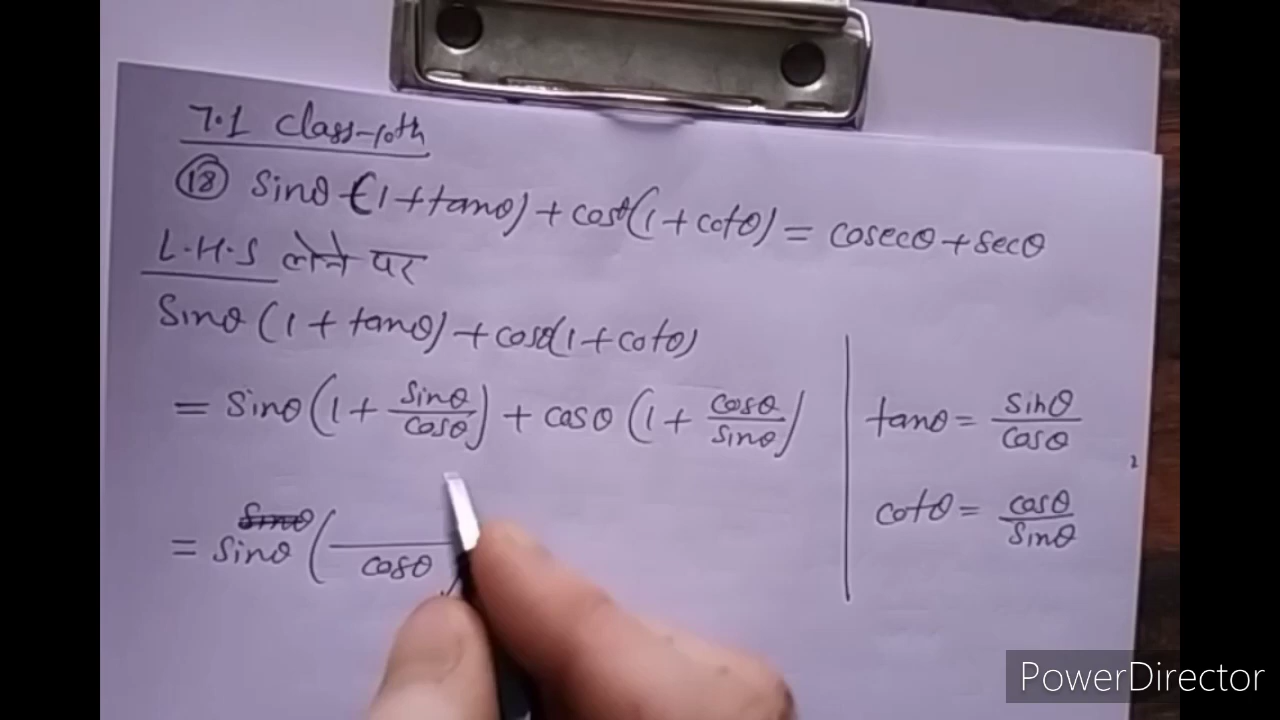 7.1 Class-10th
(18) Sinθ (1+tanθ)+cosθ(1+cotθ) = cosecθ+secθ
L.H.S लेने पर
Sinθ (1+tanθ)+cosθ(1+cotθ)
= Sinθ (1+ Sinθ/cosθ) + cosθ (1+ cosθ/sinθ)
= Sinθ ( /cosθ
tanθ = Sinθ/cosθ
cotθ = cosθ/Sinθ
PowerDirector